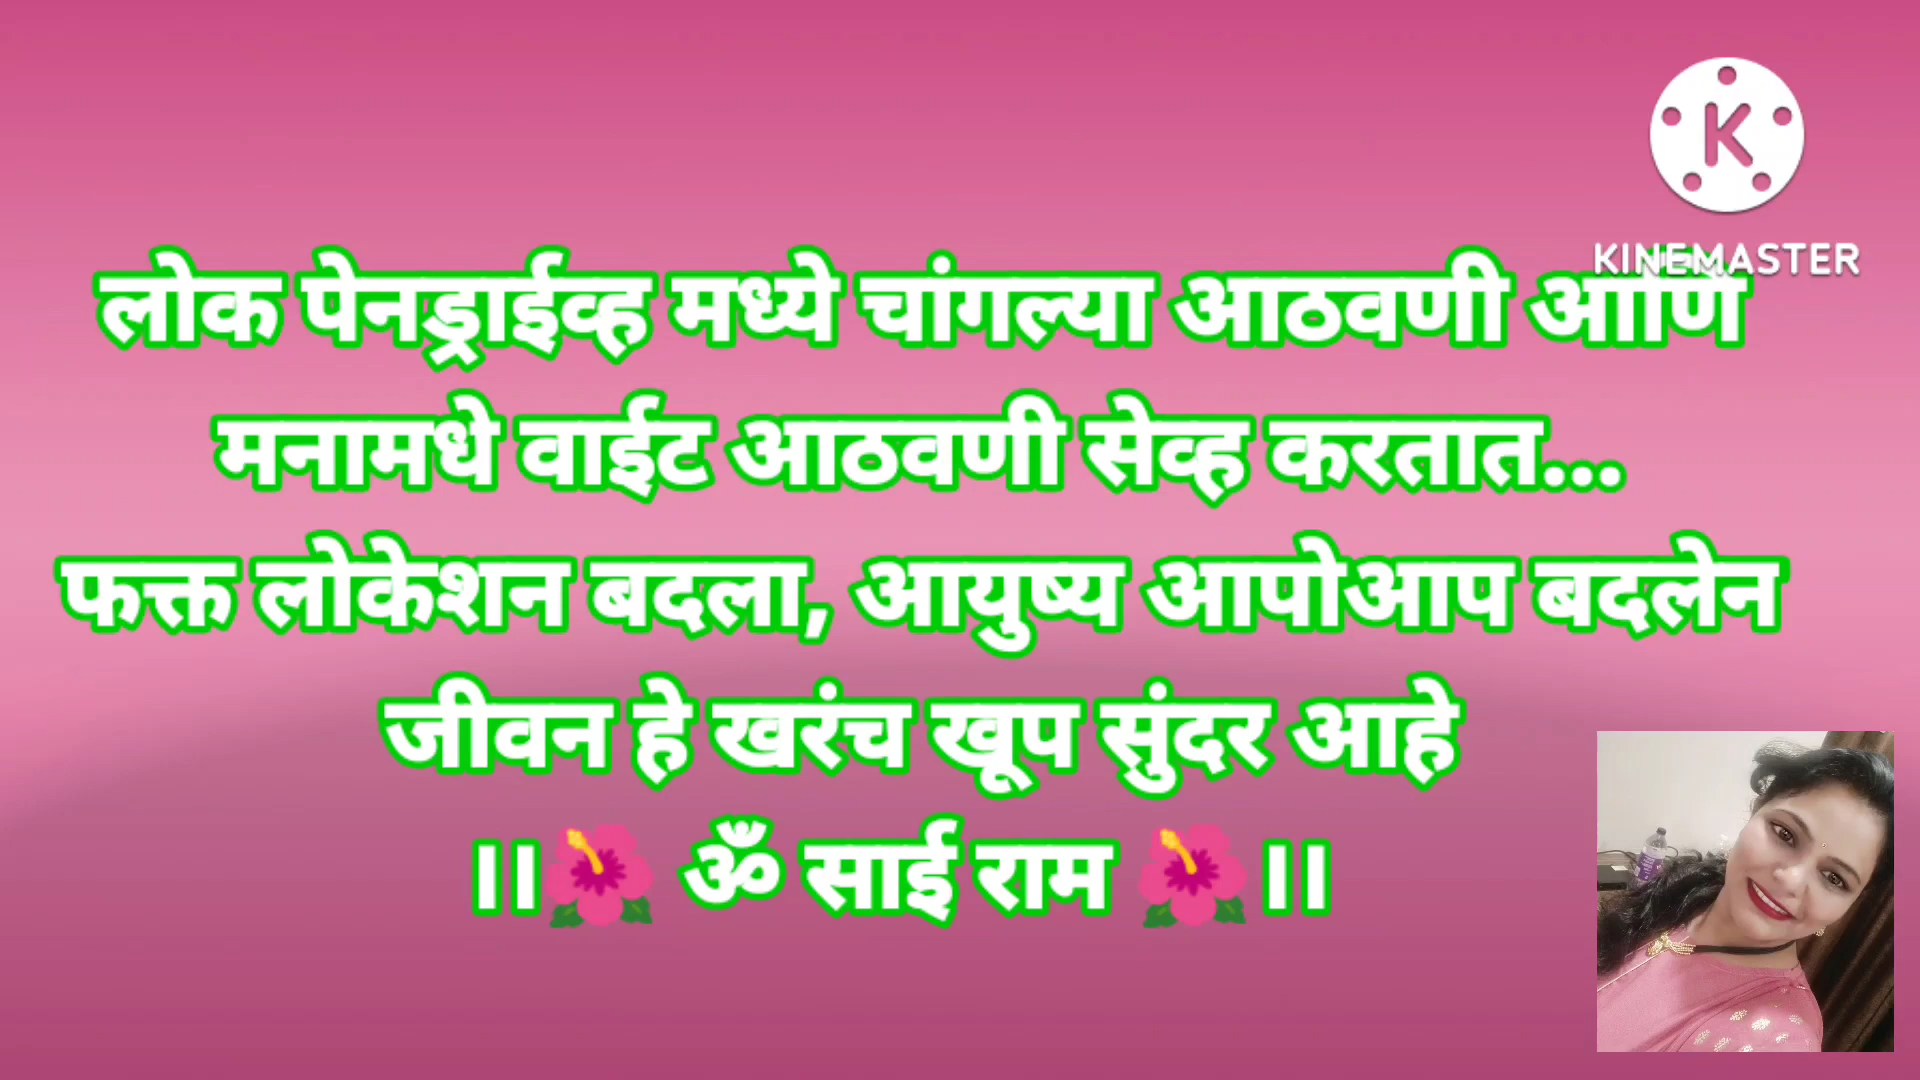 KINEMASTER
लोक पेनड्राईव्ह मध्ये चांगल्या आठवणी आणि
मनामधे वाईट आठवणी सेव्ह करतात...
फक्त लोकेशन बदला, आयुष्य आपोआप बदलेन
जीवन हे खरंच खूप सुंदर आहे
।।🌺 ॐ साई राम 🌺।।